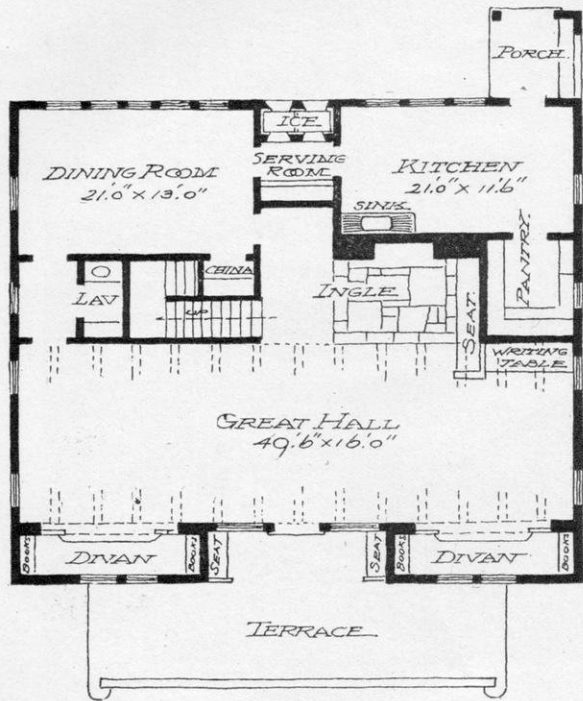 PORCH.
ICE
DINING ROOM
21'.0" X 13'.0"
SERVING
ROOM
KITCHEN
21'.0" X 11'.6"
SINK
LAV
CHINA
UP
INGLE
SEAT.
PANTRY.
WRITING
TABLE
GREAT HALL
49'.6" X 16'.0"
BOOKS
DIVAN
BOOKS
SEAT
SEAT
BOOKS
DIVAN
BOOKS
TERRACE